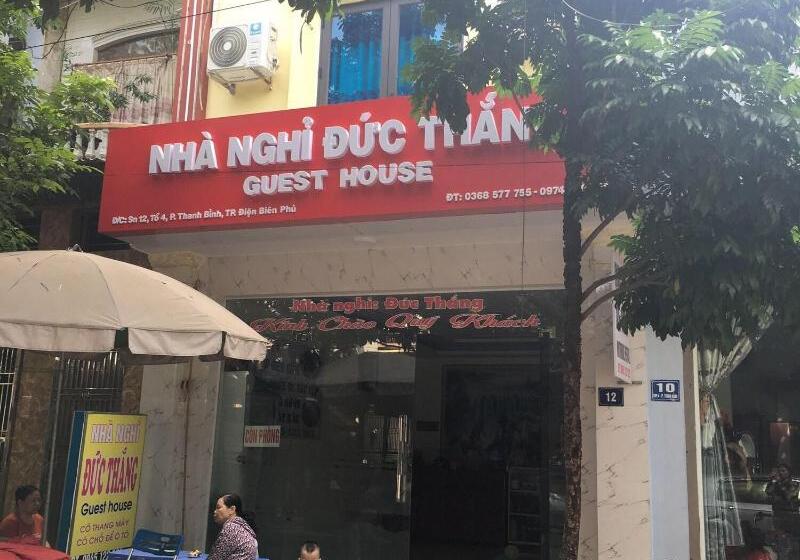 NHÀ NGHỈ ĐỨC THẮN
GUEST HOUSE
Đ/C: Sn 12, Tổ 4, P. Thanh Bình, TP. Điện Biên Phủ
ĐT: 0368 577 755 - 0974
Nhà nghỉ: Đức Thắng
Kính Chào Quý Khách
CÒN PHÒNG
12
10
NHÀ NGHỈ
ĐỨC THẮNG
Guest house
CÓ THANG MÁY
CÓ CHỖ ĐỂ Ô TÔ